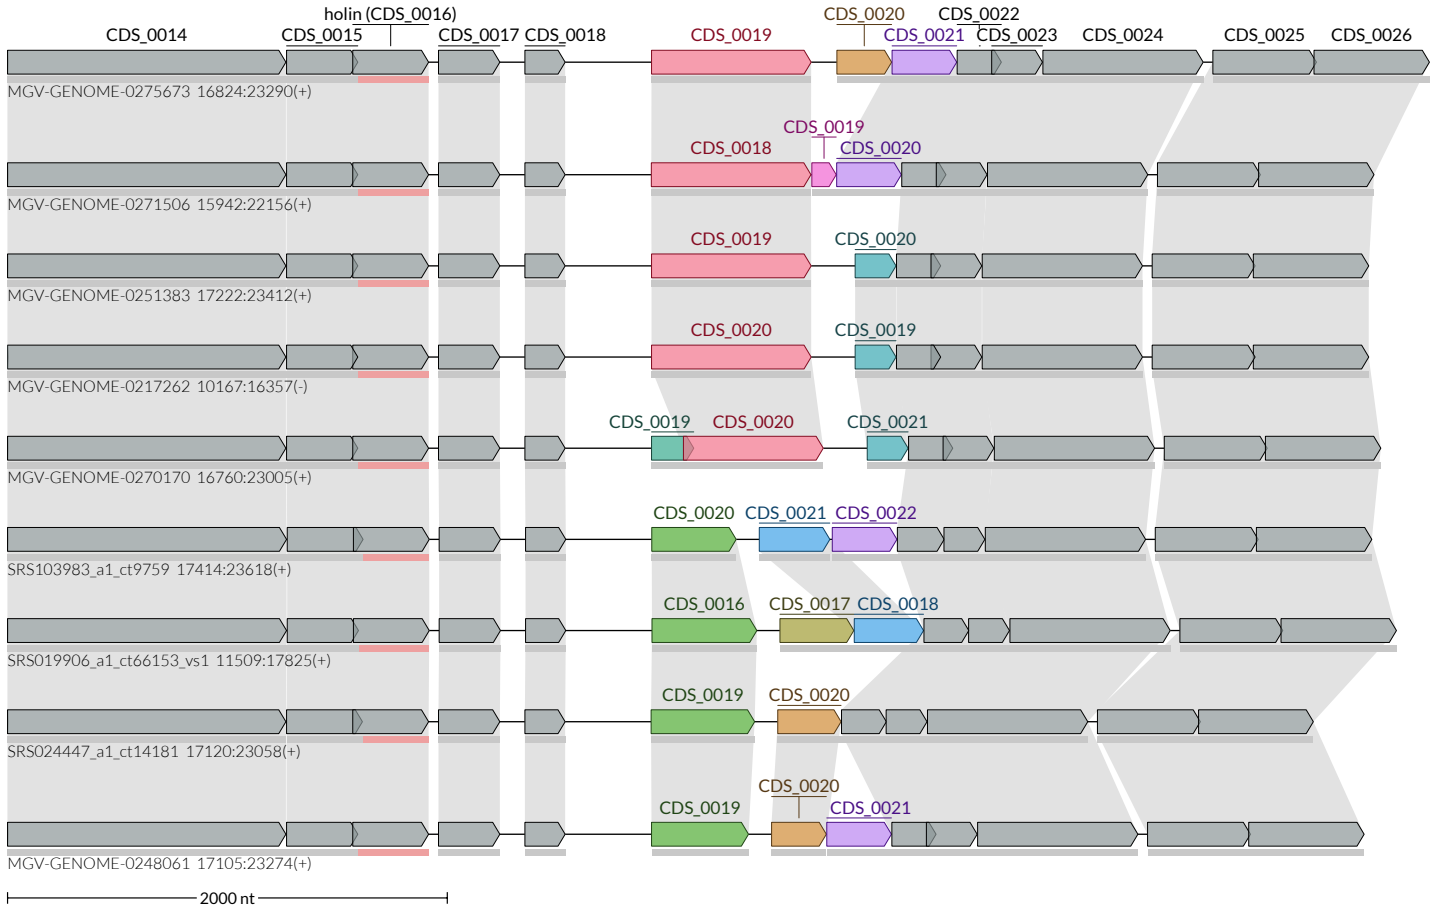 holin (CDS_0016) CDS_0020 CDS_0022
CDS_0014 CDS_0015 CDS_0017 CDS_0018 CDS_0019 CDS_0021 CDS_0023 CDS_0024 CDS_0025 CDS_0026
MGV-GENOME-0275673 16824:23290(+)
CDS_0019
CDS_0018 CDS_0020
MGV-GENOME-0271506 15942:22156(+)
CDS_0019 CDS_0020
MGV-GENOME-0251383 17222:23412(+)
CDS_0020 CDS_0019
MGV-GENOME-0217262 10167:16357(-)
CDS_0019 CDS_0020 CDS_0021
MGV-GENOME-0270170 16760:23005(+)
CDS_0020 CDS_0021 CDS_0022
SRS103983_a1_ct9759 17414:23618(+)
CDS_0016 CDS_0017 CDS_0018
SRS019906_a1_ct66153_vs1 11509:17825(+)
CDS_0019 CDS_0020
SRS024447_a1_ct14181 17120:23058(+)
CDS_0020
CDS_0019 CDS_0021
MGV-GENOME-0248061 17105:23274(+)
2000 nt